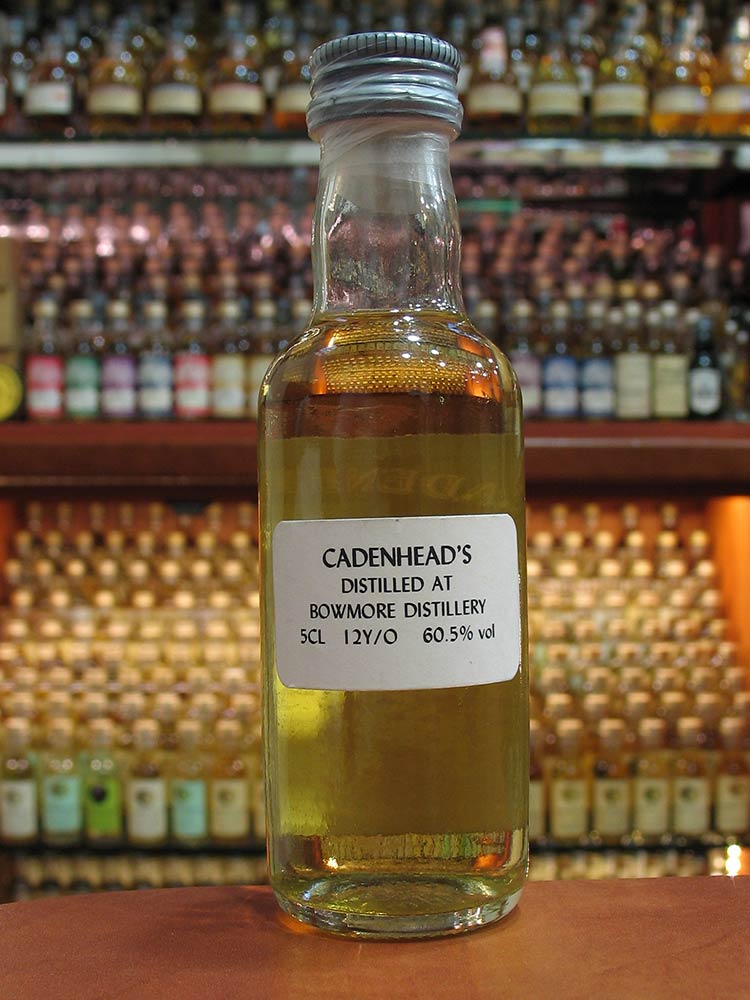 CADENHEAD'S
DISTILLED AT
BOWMORE DISTILLERY
5CL 12Y/O 60.5% vol